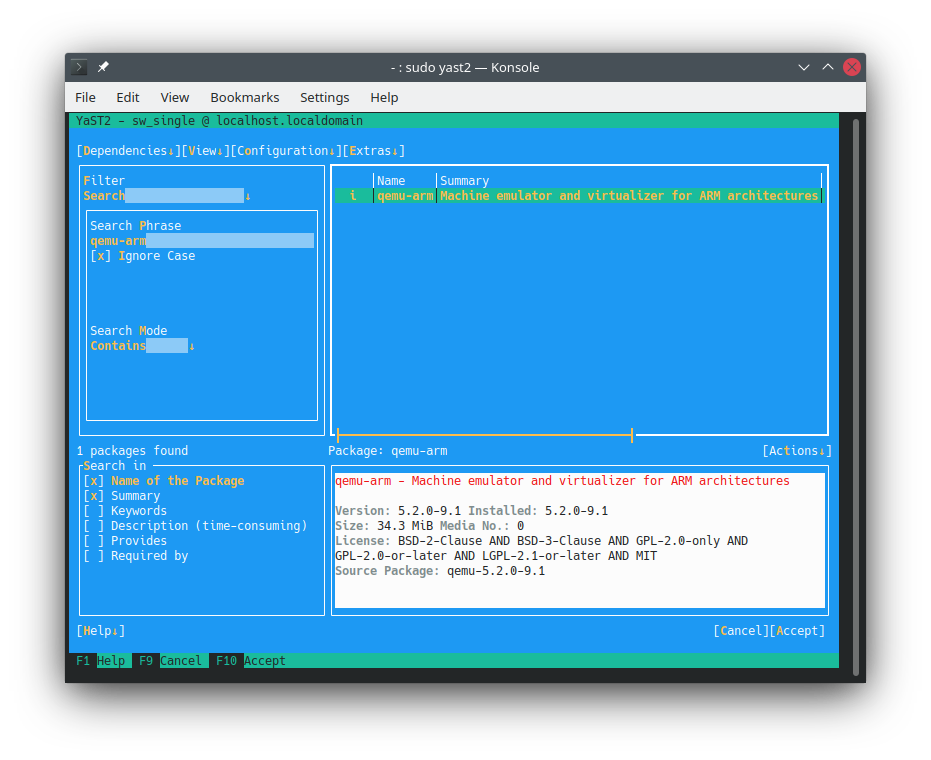 - : sudo yast2 — Konsole
File Edit View Bookmarks Settings Help
YaST2 - sw_single @ localhost.localdomain
[Dependencies↓][View↓][Configuration↓][Extras↓]
Filter
Search↓
Search Phrase
qemu-arm
[x] Ignore Case
Search Mode
Contains↓
Name Summary
i qemu-arm Machine emulator and virtualizer for ARM architectures
1 packages found
Package: qemu-arm [Actions↓]
Search in
[x] Name of the Package
[x] Summary
[ ] Keywords
[ ] Description (time-consuming)
[ ] Provides
[ ] Required by
qemu-arm - Machine emulator and virtualizer for ARM architectures
Version: 5.2.0-9.1 Installed: 5.2.0-9.1
Size: 34.3 MiB Media No.: 0
License: BSD-2-Clause AND BSD-3-Clause AND GPL-2.0-only AND
GPL-2.0-or-later AND LGPL-2.1-or-later AND MIT
Source Package: qemu-5.2.0-9.1
[Help↓] [Cancel][Accept]
F1 Help F9 Cancel F10 Accept